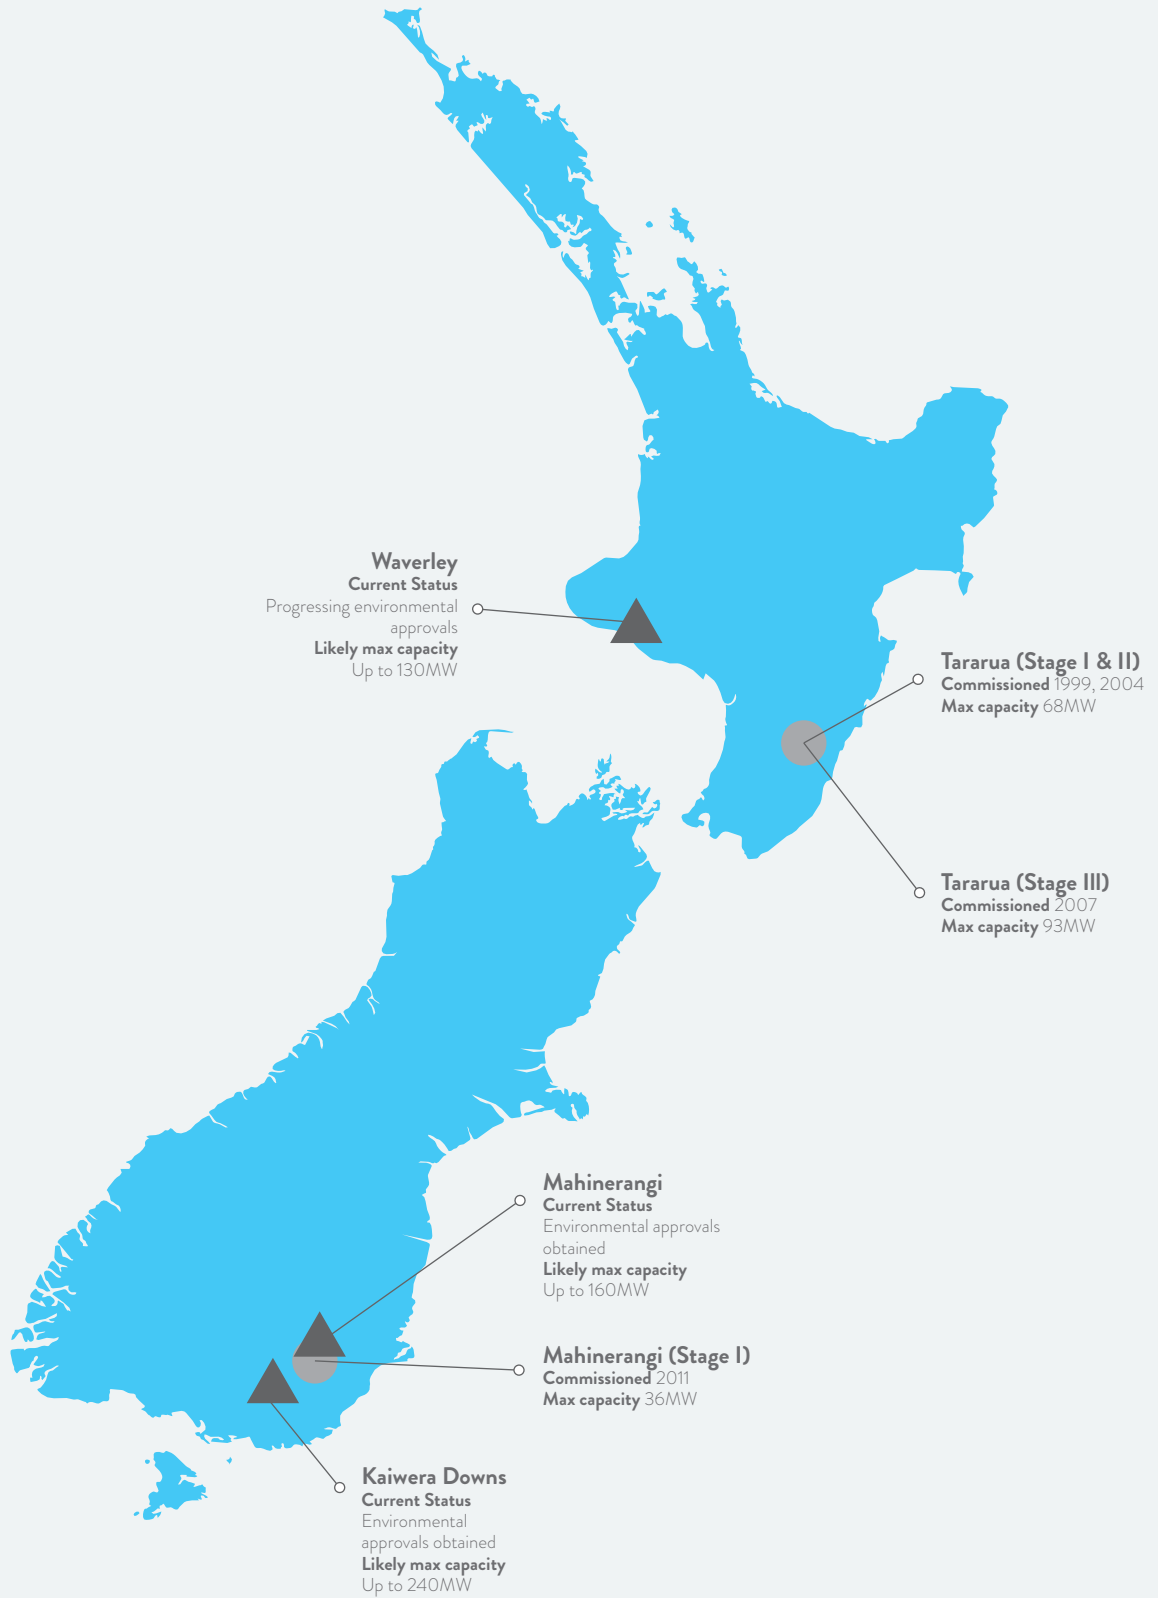 Waverley
Current Status
Progressing environmental
approvals
Likely max capacity
Up to 130MW
Tararua (Stage I & II)
Commissioned 1999, 2004
Max capacity 68MW
Tararua (Stage III)
Commissioned 2007
Max capacity 93MW
Mahinerangi
Current Status
Environmental approvals
obtained
Likely max capacity
Up to 160MW
Mahinerangi (Stage I)
Commissioned 2011
Max capacity 36MW
Kaiwera Downs
Current Status
Environmental
approvals obtained
Likely max capacity
Up to 240MW